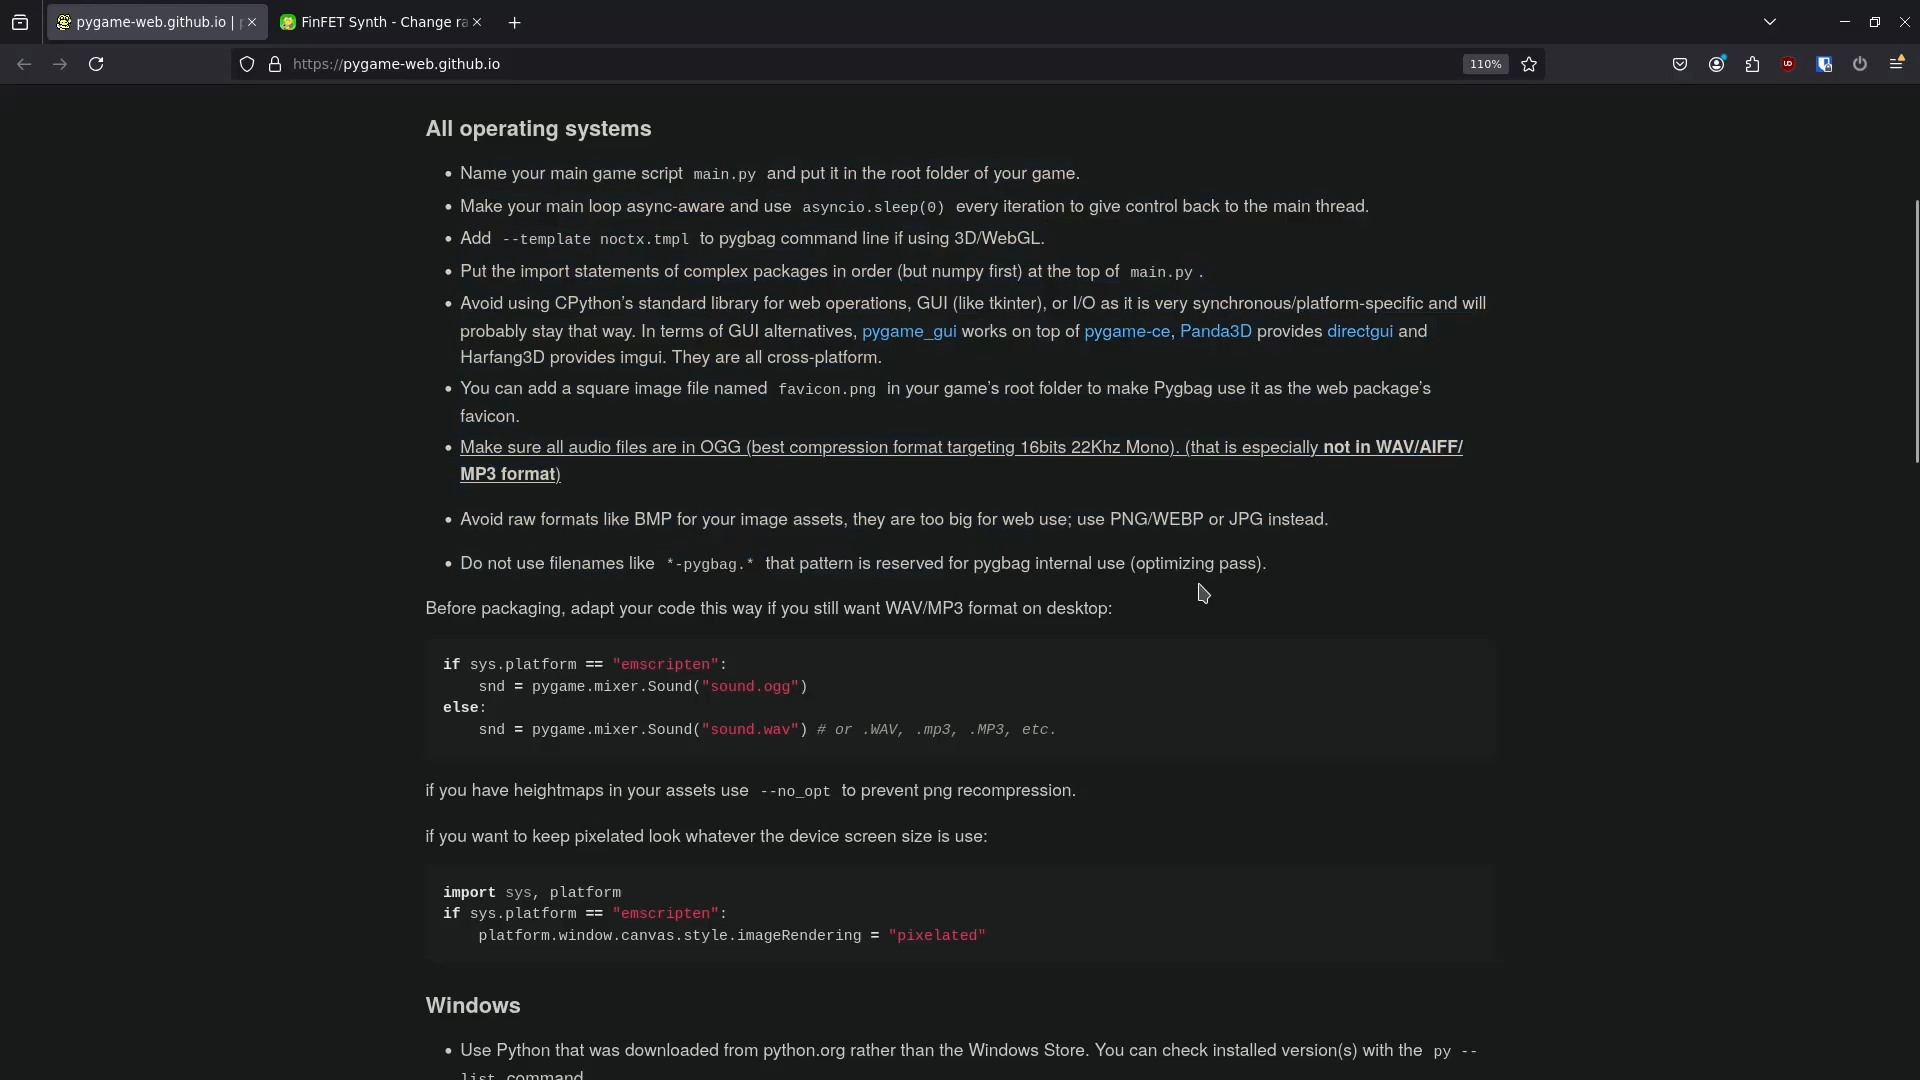 pygame-web.github.io |
FinFET Synth - Change ra
https://pygame-web.github.io
110%
All operating systems
• Name your main game script main.py and put it in the root folder of your game.
• Make your main loop async-aware and use asyncio.sleep(0) every iteration to give control back to the main thread.
• Add --template noctx.tmpl to pygbag command line if using 3D/WebGL.
• Put the import statements of complex packages in order (but numpy first) at the top of main.py.
• Avoid using CPython’s standard library for web operations, GUI (like tkinter), or I/O as it is very synchronous/platform-specific and will
probably stay that way. In terms of GUI alternatives, pygame_gui works on top of pygame-ce, Panda3D provides directgui and
Harfang3D provides imgui. They are all cross-platform.
• You can add a square image file named favicon.png in your game’s root folder to make Pygbag use it as the web package’s
favicon.
• Make sure all audio files are in OGG (best compression format targeting 16bits 22Khz Mono). (that is especially not in WAV/AIFF/
MP3 format)
• Avoid raw formats like BMP for your image assets, they are too big for web use; use PNG/WEBP or JPG instead.
• Do not use filenames like *-pygbag.* that pattern is reserved for pygbag internal use (optimizing pass).
Before packaging, adapt your code this way if you still want WAV/MP3 format on desktop:
if sys.platform == "emscripten":
    snd = pygame.mixer.Sound("sound.ogg")
else:
    snd = pygame.mixer.Sound("sound.wav") # or .WAV, .mp3, .MP3, etc.
if you have heightmaps in your assets use --no_opt to prevent png recompression.
if you want to keep pixelated look whatever the device screen size is use:
import sys, platform
if sys.platform == "emscripten":
    platform.window.canvas.style.imageRendering = "pixelated"
Windows
• Use Python that was downloaded from python.org rather than the Windows Store. You can check installed version(s) with the py --
list command.